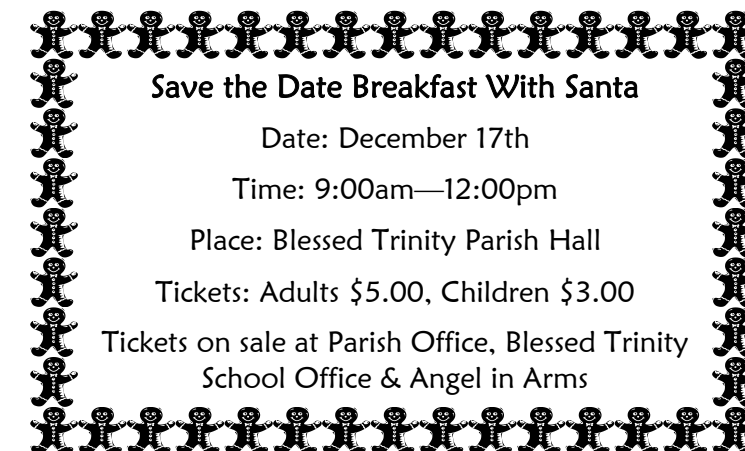 Save the Date Breakfast With Santa
Date: December 17th
Time: 9:00am—12:00pm
Place: Blessed Trinity Parish Hall
Tickets: Adults $5.00, Children $3.00
Tickets on sale at Parish Office, Blessed Trinity
School Office & Angel in Arms